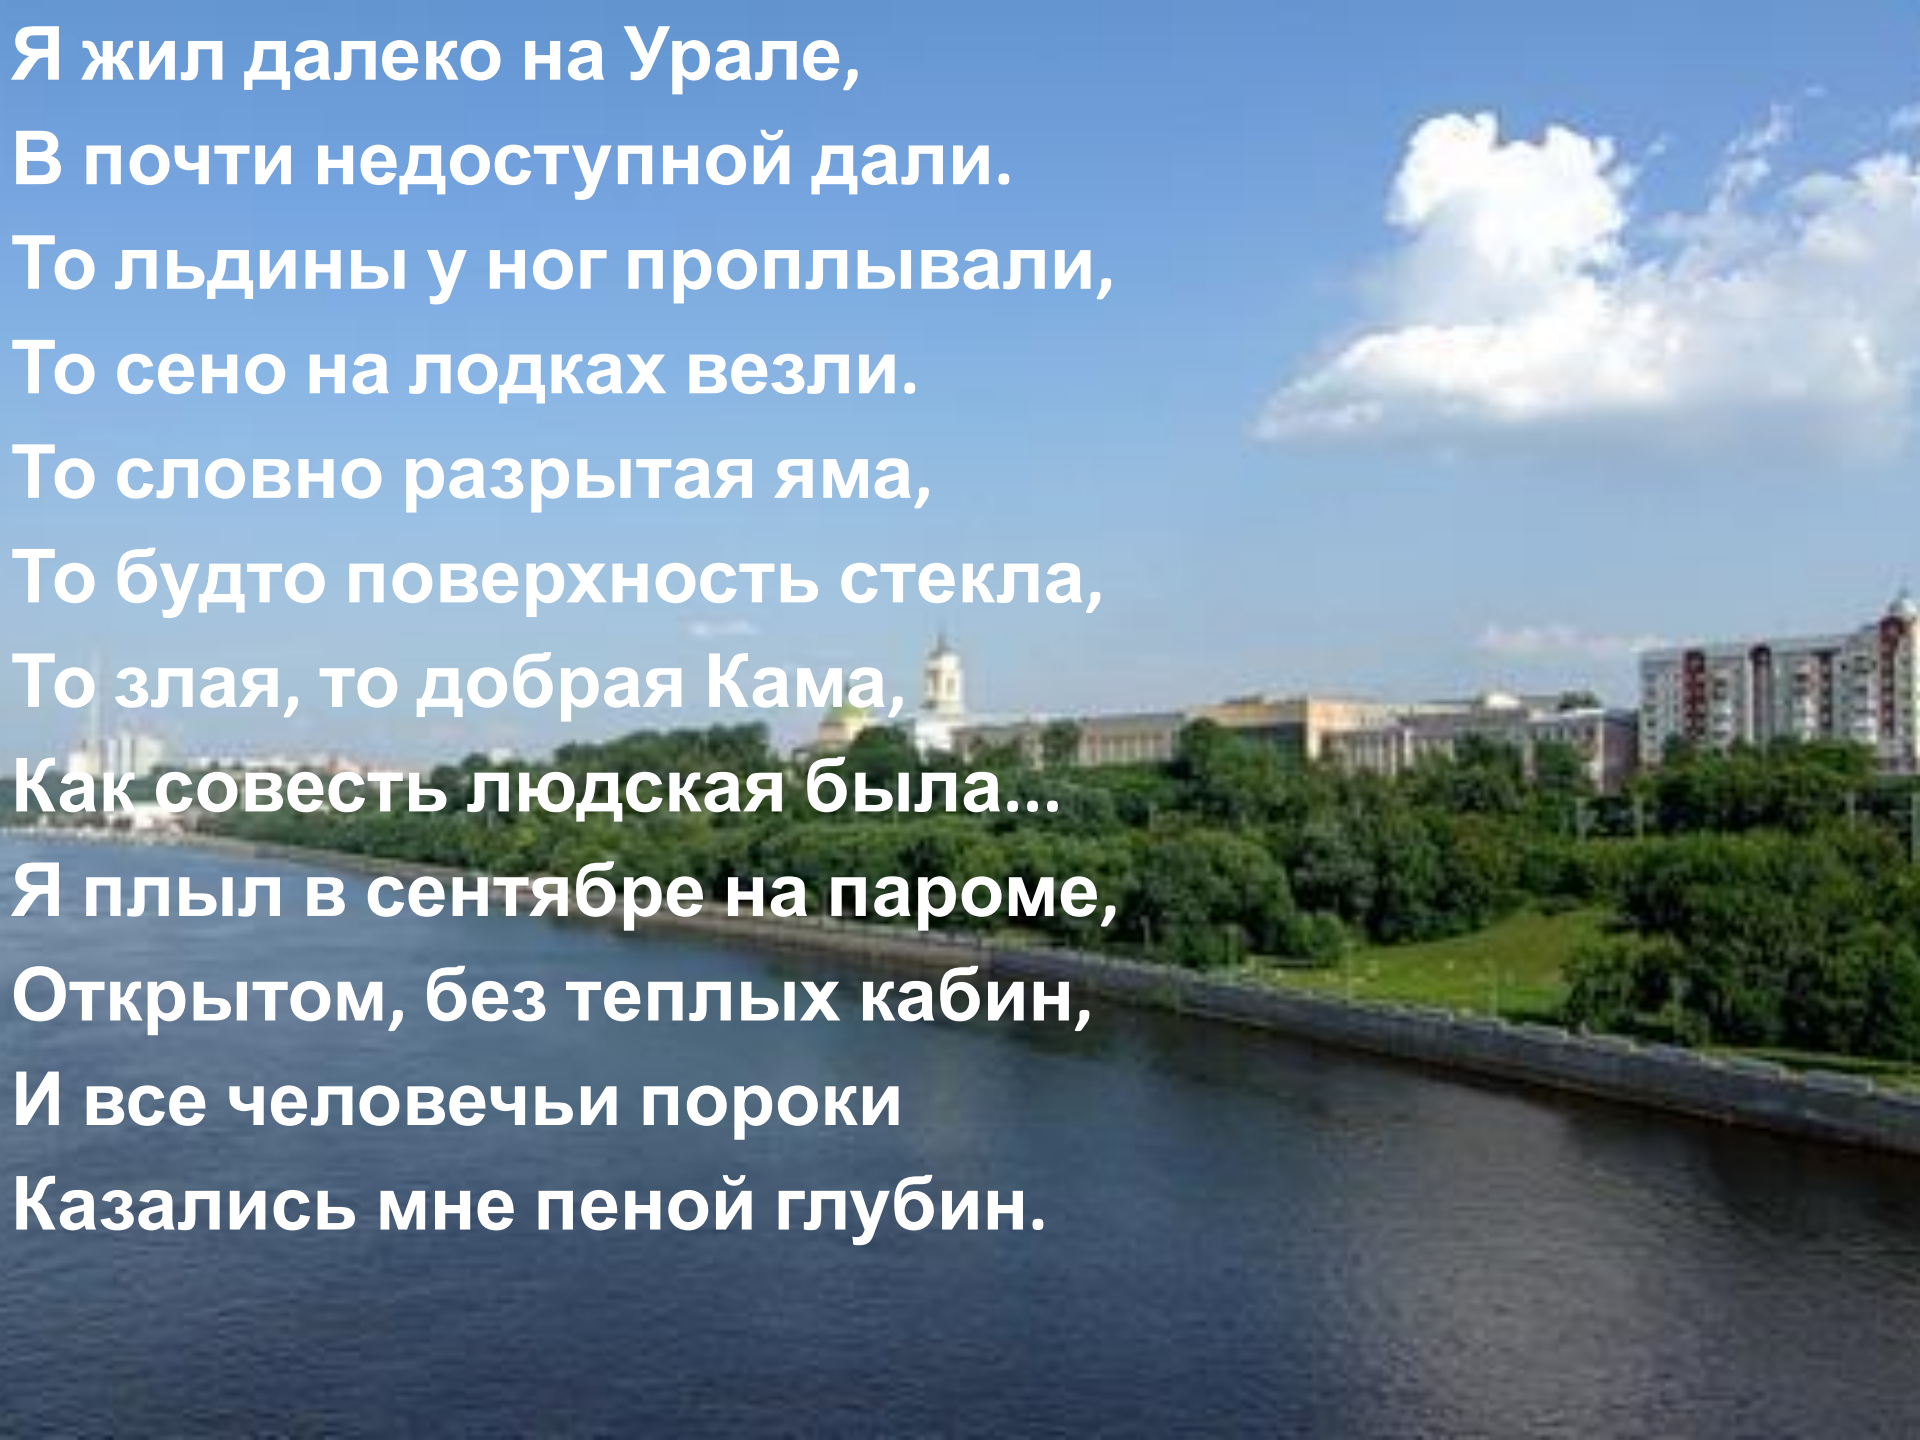 Я жил далеко на Урале,
В почти недоступной дали.
То льдины у ног проплывали,
То сено на лодках везли.
То словно разрытая яма,
То будто поверхность стекла,
То злая, то добрая Кама,
Как совесть людская была...
Я плыл в сентябре на пароме,
Открытом, без теплых кабин,
И все человечьи пороки
Казались мне пеной глубин.